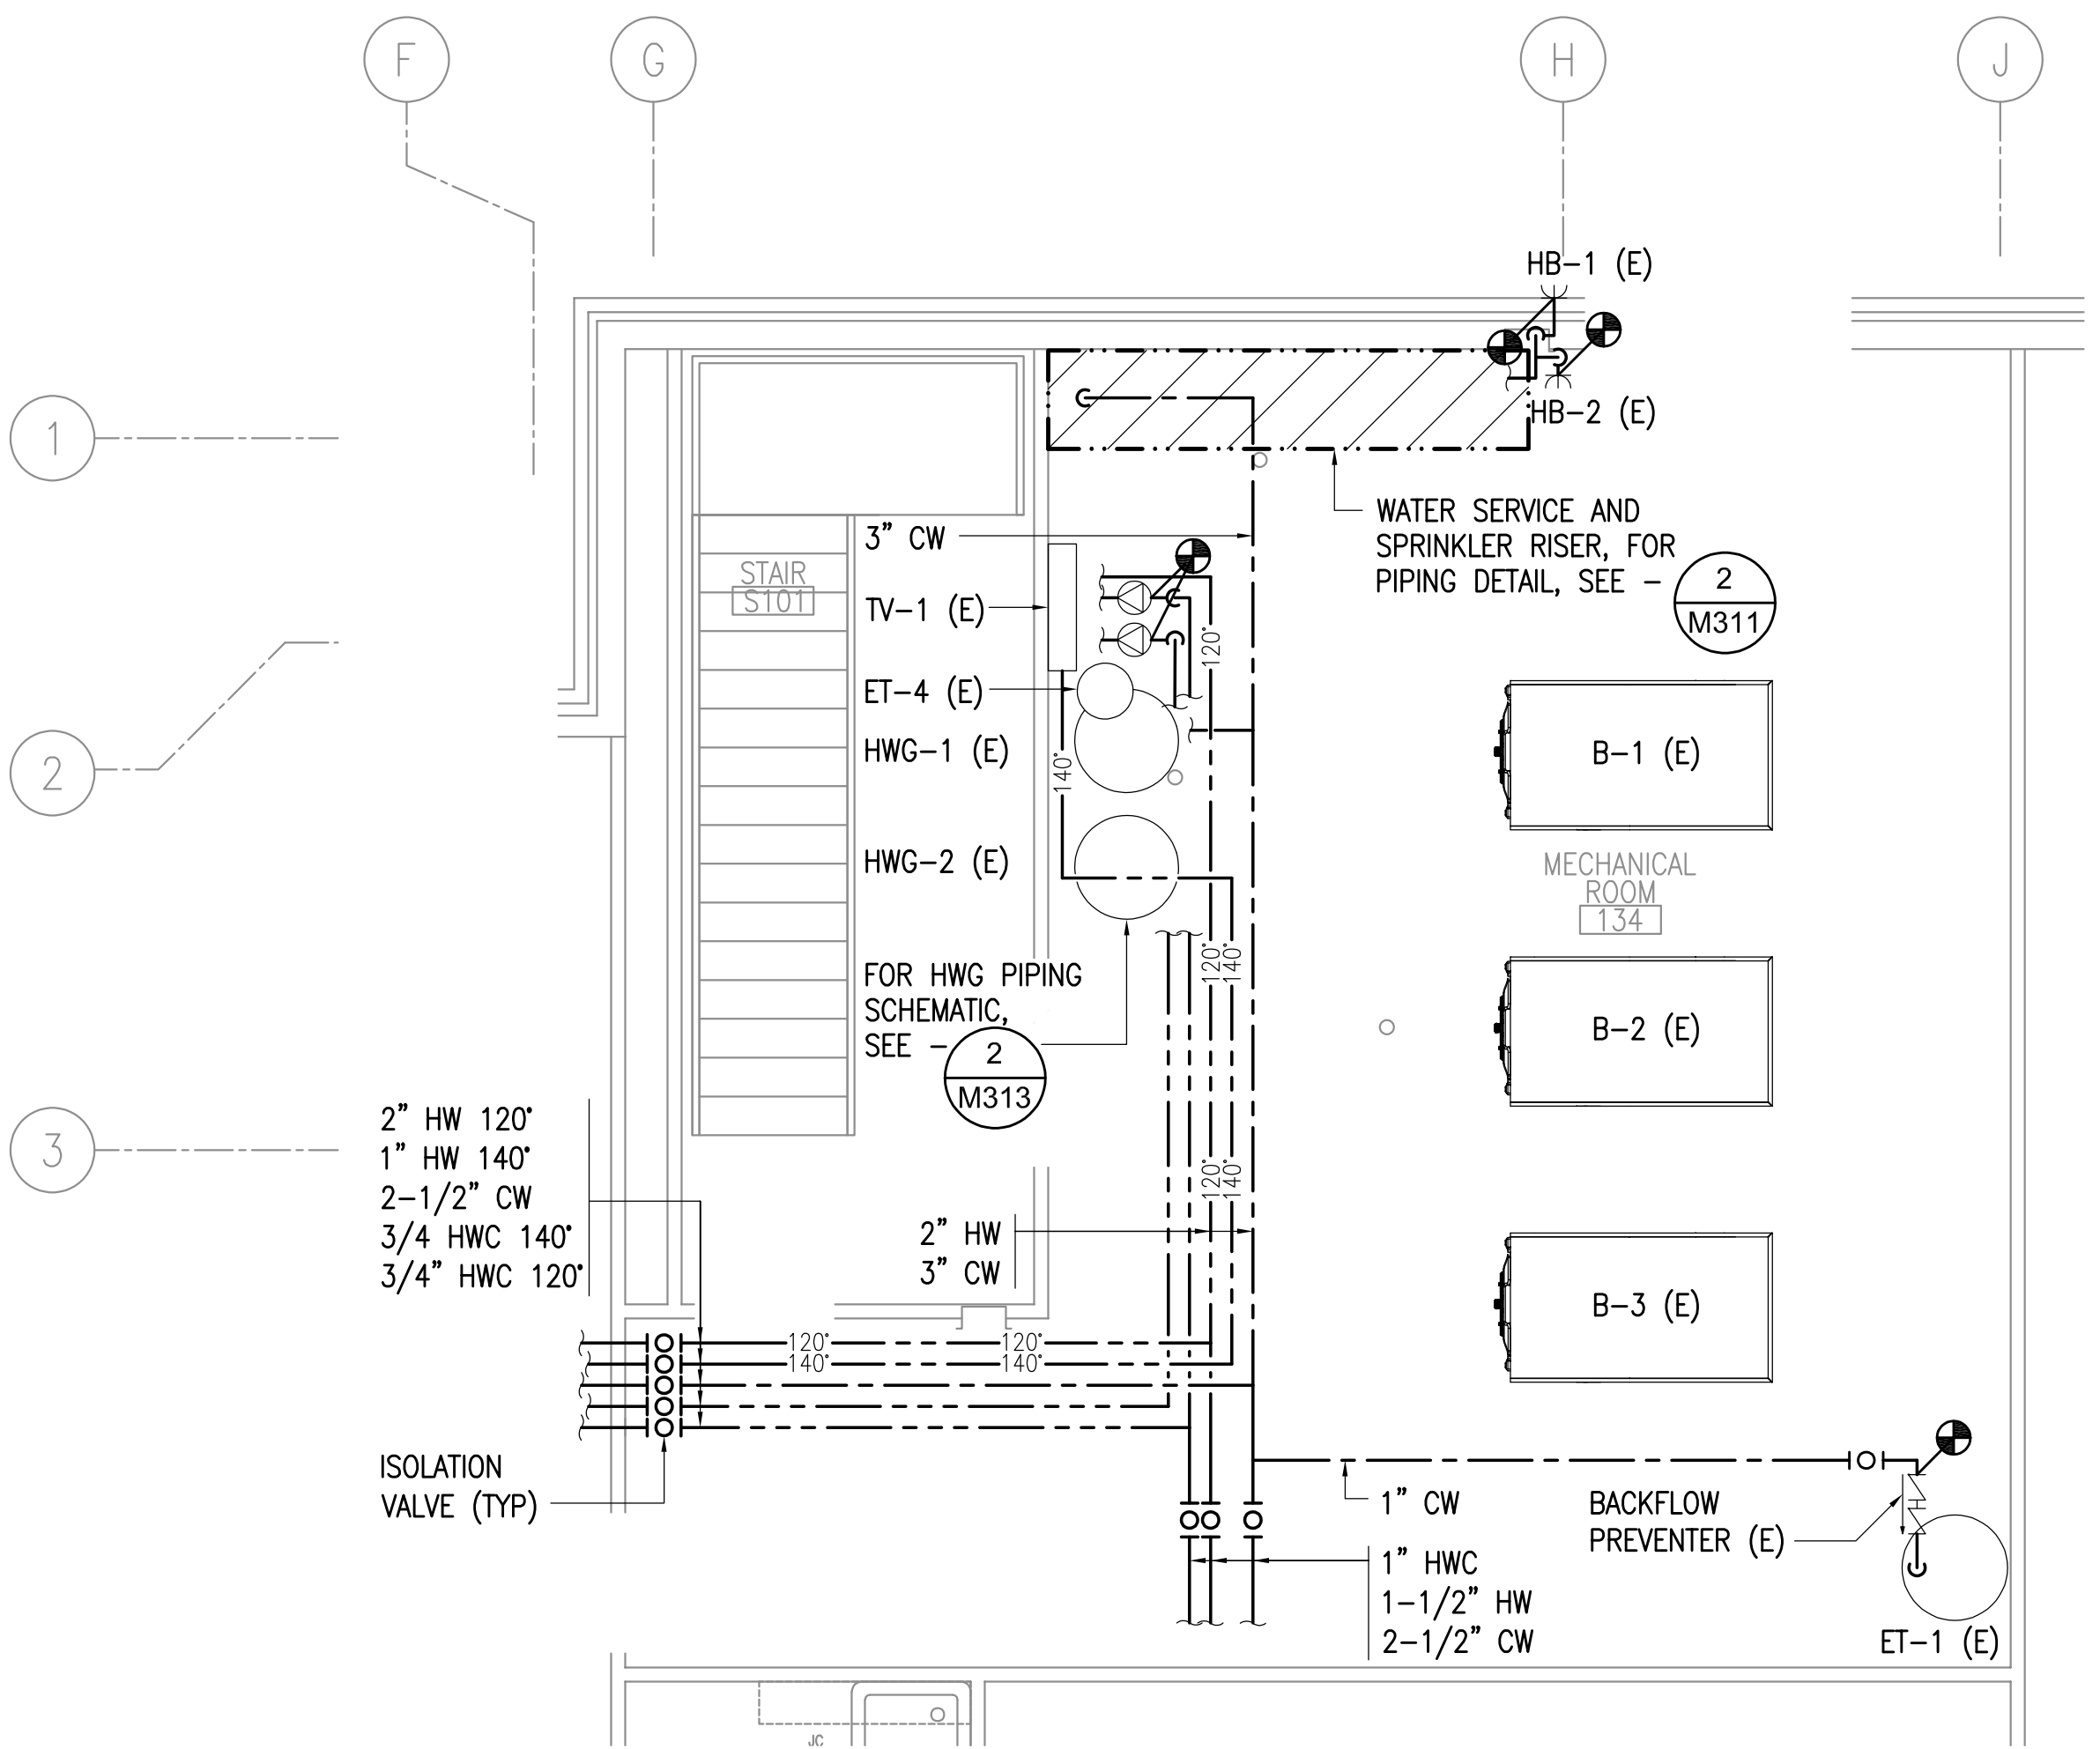 F
G
H
J
HB-1 (E)
HB-2 (E)
1
WATER SERVICE AND
SPRINKLER RISER, FOR
PIPING DETAIL, SEE -
2
M311
3" CW
STAIR
S101
TV-1 (E)
120°
ET-4 (E)
HWG-1 (E)
140°
B-1 (E)
2
HWG-2 (E)
MECHANICAL
ROOM
134
120°
140°
FOR HWG PIPING
SCHEMATIC,
SEE -
2
M313
B-2 (E)
3
2" HW 120°
1" HW 140°
2-1/2" CW
3/4 HWC 140°
3/4" HWC 120°
120°
140°
2" HW
3" CW
B-3 (E)
120°
120°
140°
140°
ISOLATION
VALVE (TYP)
1" CW
BACKFLOW
PREVENTER (E)
1" HWC
1-1/2" HW
2-1/2" CW
ET-1 (E)
JC